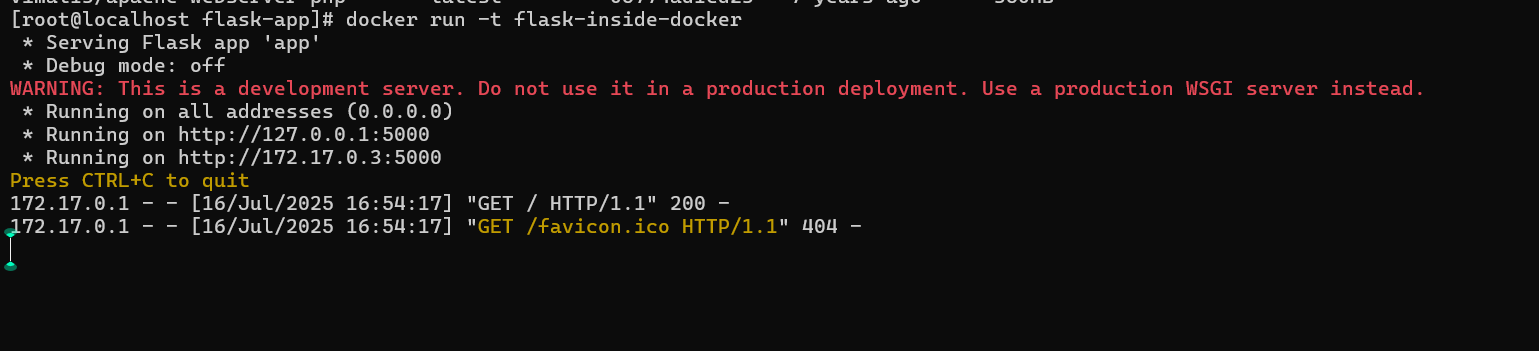 [root@localhost flask-app]# docker run -t flask-inside-docker
 * Serving Flask app 'app'
 * Debug mode: off
WARNING: This is a development server. Do not use it in a production deployment. Use a production WSGI server instead.
 * Running on all addresses (0.0.0.0)
 * Running on http://127.0.0.1:5000
 * Running on http://172.17.0.3:5000
Press CTRL+C to quit
172.17.0.1 - - [16/Jul/2025 16:54:17] "GET / HTTP/1.1" 200 -
172.17.0.1 - - [16/Jul/2025 16:54:17] "GET /favicon.ico HTTP/1.1" 404 -